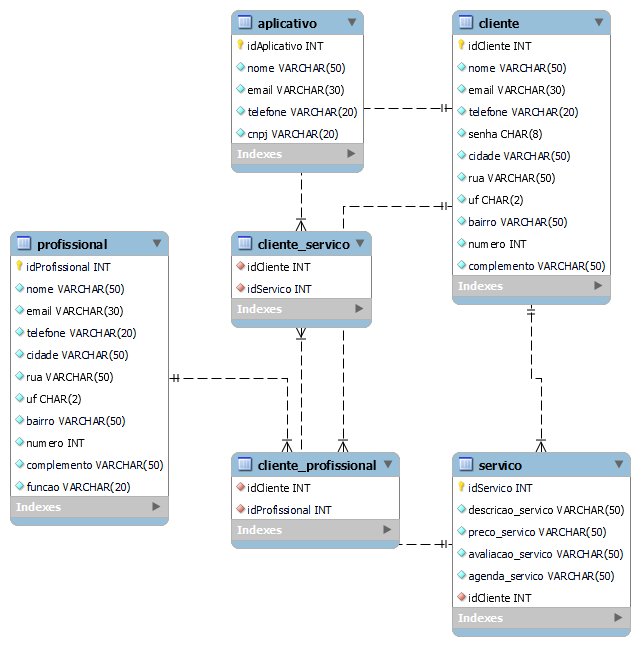 aplicativo
idAplicativo INT
nome VARCHAR(50)
email VARCHAR(30)
telefone VARCHAR(20)
cnpj VARCHAR(20)
Indexes
cliente
idCliente INT
nome VARCHAR(50)
email VARCHAR(30)
telefone VARCHAR(20)
senha CHAR(8)
cidade VARCHAR(50)
rua VARCHAR(50)
uf CHAR(2)
bairro VARCHAR(50)
numero INT
complemento VARCHAR(50)
Indexes
profissional
idProfissional INT
nome VARCHAR(50)
email VARCHAR(30)
telefone VARCHAR(20)
cidade VARCHAR(50)
rua VARCHAR(50)
uf CHAR(2)
bairro VARCHAR(50)
numero INT
complemento VARCHAR(50)
funcao VARCHAR(20)
Indexes
cliente_servico
idCliente INT
idServico INT
Indexes
cliente_profissional
idCliente INT
idProfissional INT
Indexes
servico
idServico INT
descricao_servico VARCHAR(50)
preco_servico VARCHAR(50)
avaliacao_servico VARCHAR(50)
agenda_servico VARCHAR(50)
idCliente INT
Indexes